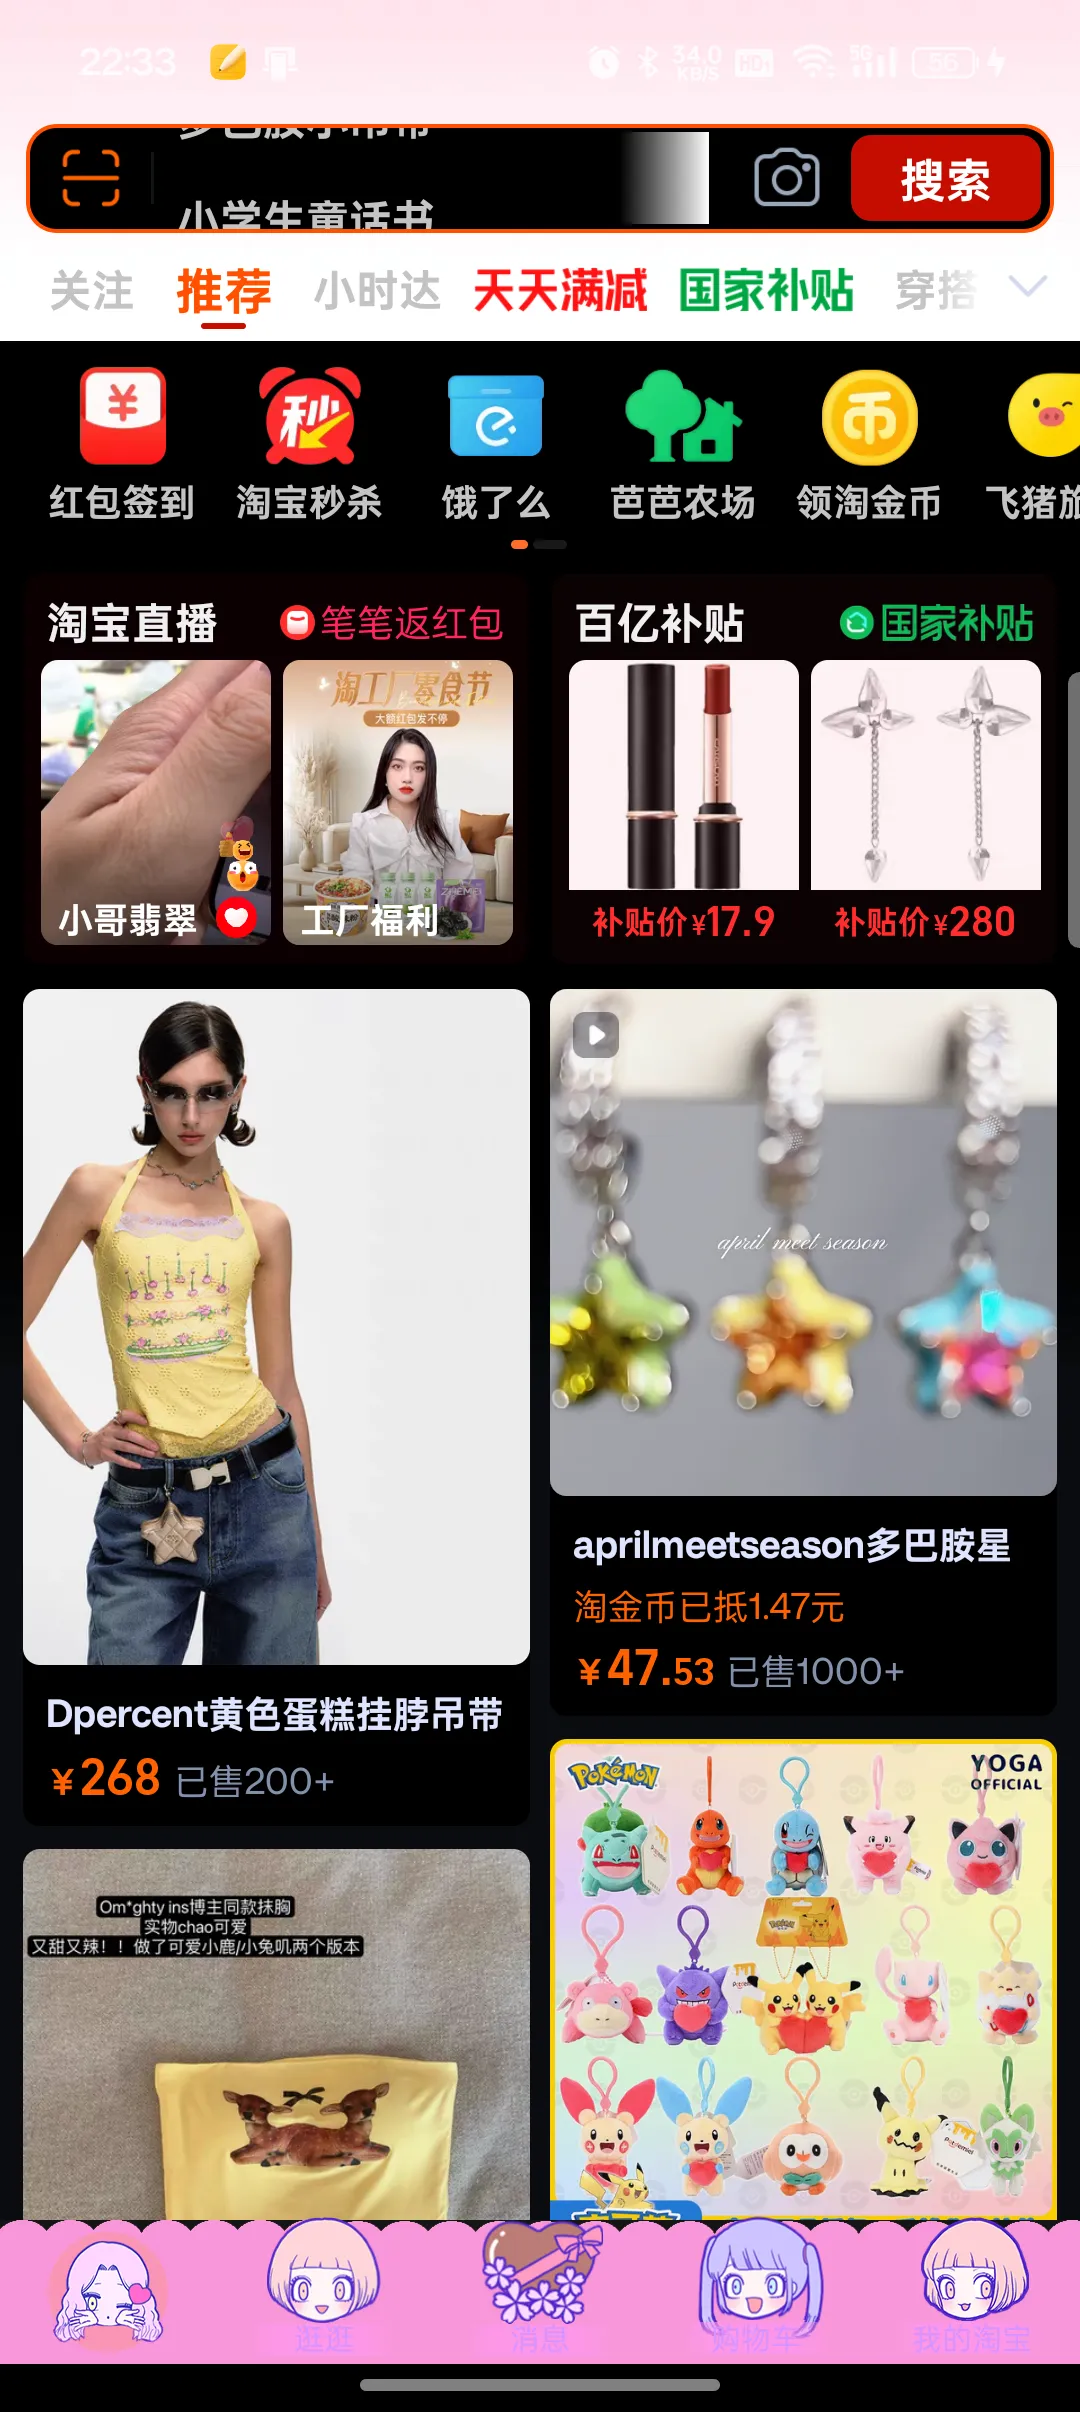 22:33
34.0 KB/S HD 5G 56
小学生童话书
搜索
关注 推荐 小时达 天天满减 国家补贴 穿搭
红包签到 淘宝秒杀 饿了么 芭芭农场 领淘金币 飞猪旅
淘宝直播 笔笔返红包
百亿补贴 国家补贴
淘工厂零食节
大额红包发不停
小哥翡翠
工厂福利
补贴价¥17.9
补贴价¥280
april meet season
aprilmeetseason多巴胺星
淘金币已抵1.47元
¥47.53 已售1000+
Dpercent黄色蛋糕挂脖吊带
¥268 已售200+
Pokémon
YOGA
OFFICIAL
Om*ghty ins博主同款抹胸
实物chao可爱
又甜又辣！！做了可爱小鹿/小兔叽两个版本
逛逛 消息 购物车 我的淘宝